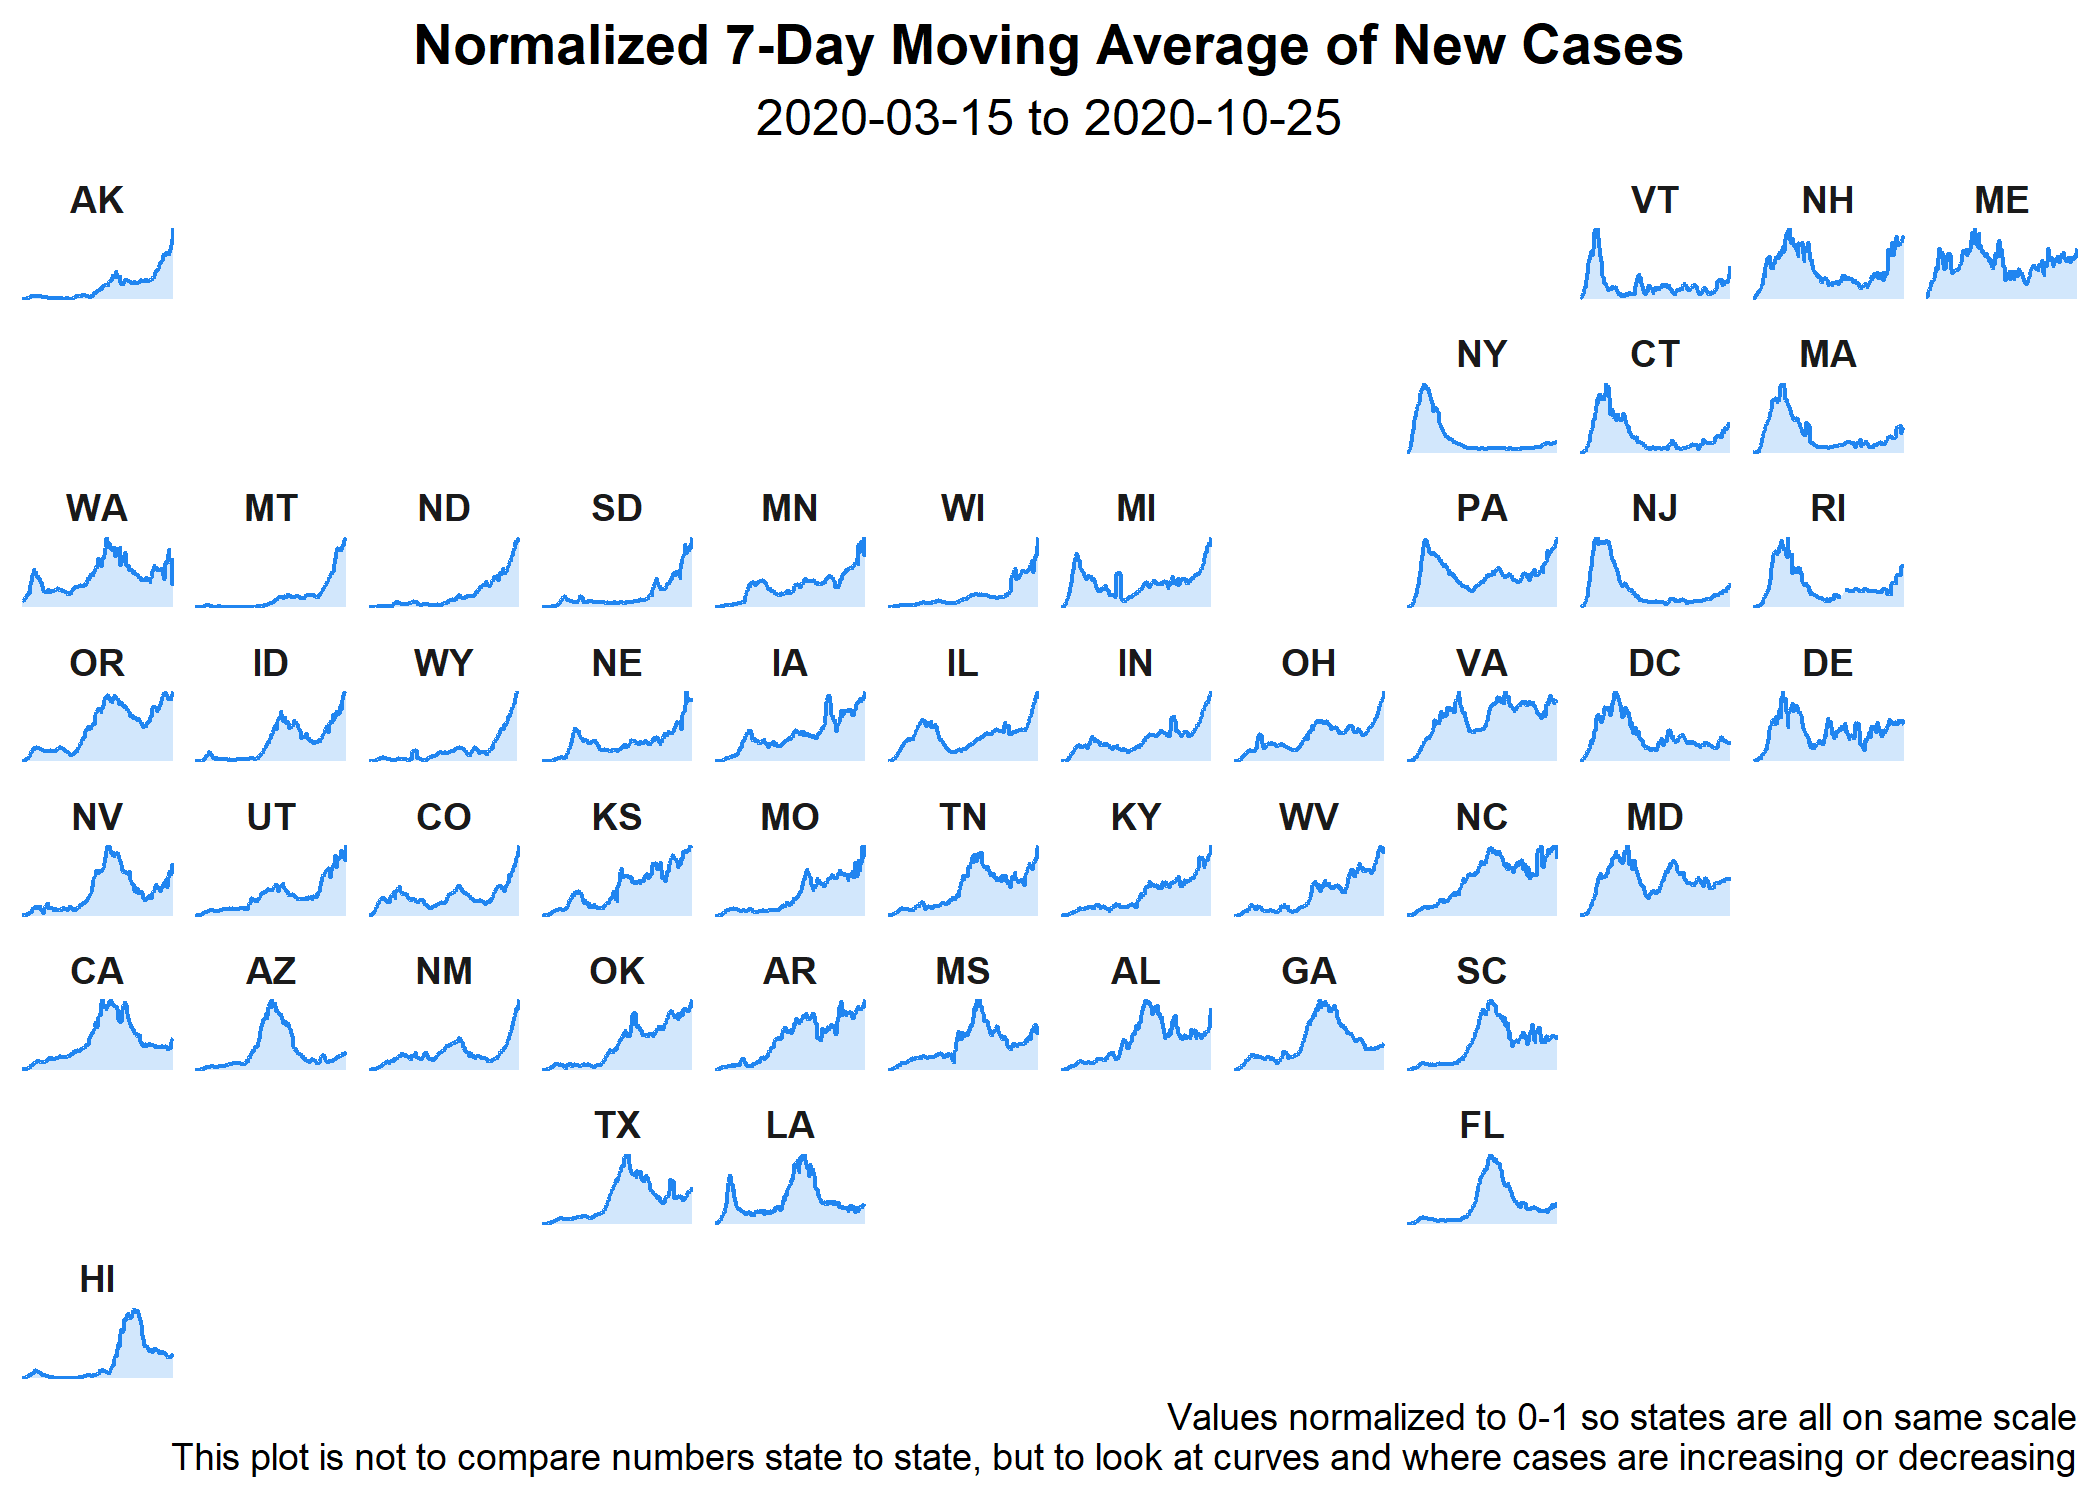 Normalized 7-Day Moving Average of New Cases
2020-03-15 to 2020-10-25
AK VT NH ME
NY CT MA
WA MT ND SD MN WI MI PA NJ RI
OR ID WY NE IA IL IN OH VA DC DE
NV UT CO KS MO TN KY WV NC MD
CA AZ NM OK AR MS AL GA SC
TX LA FL
HI
Values normalized to 0-1 so states are all on same scale
This plot is not to compare numbers state to state, but to look at curves and where cases are increasing or decreasing